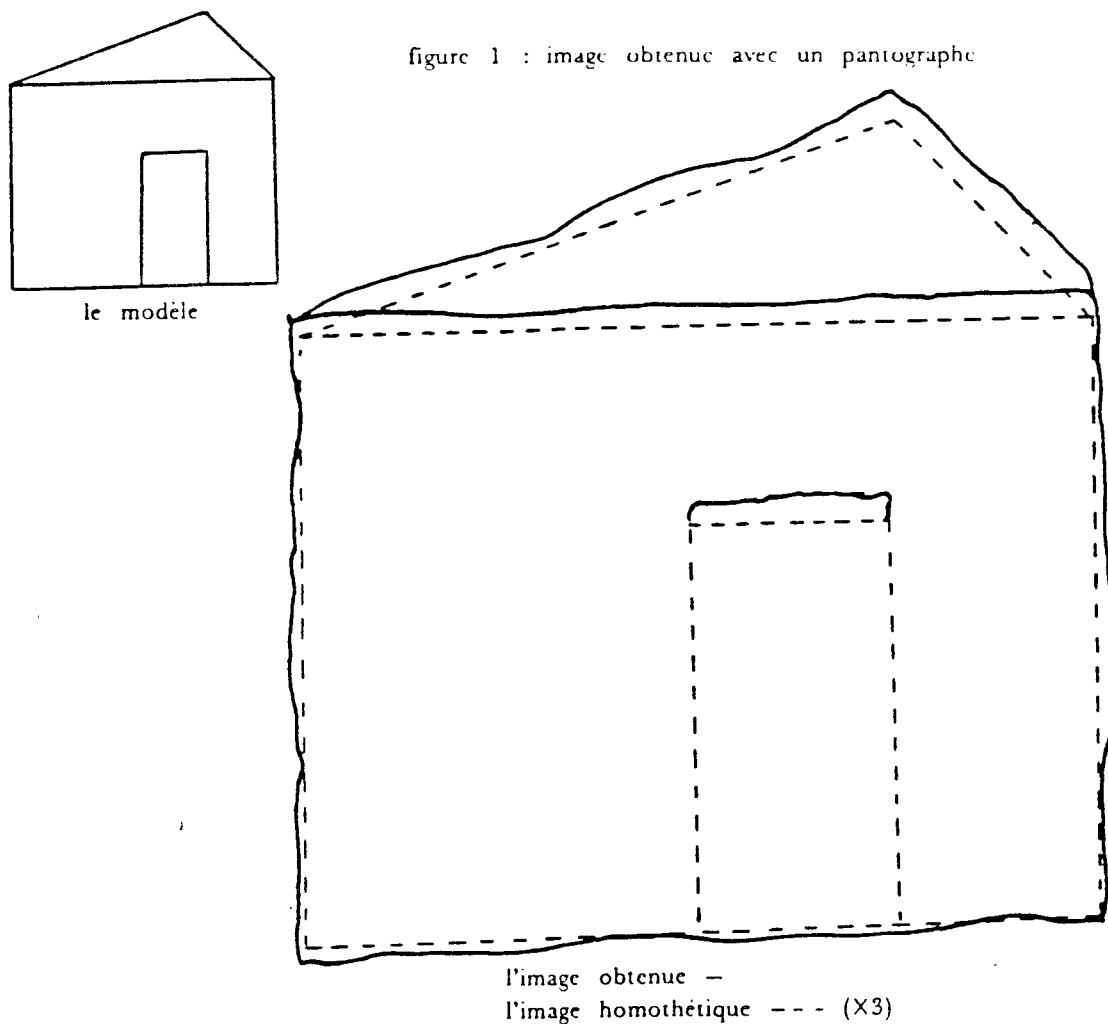 figure 1 : image obtenue avec un pantographe
le modèle
l'image obtenue —
l'image homothétique - - - (X3)